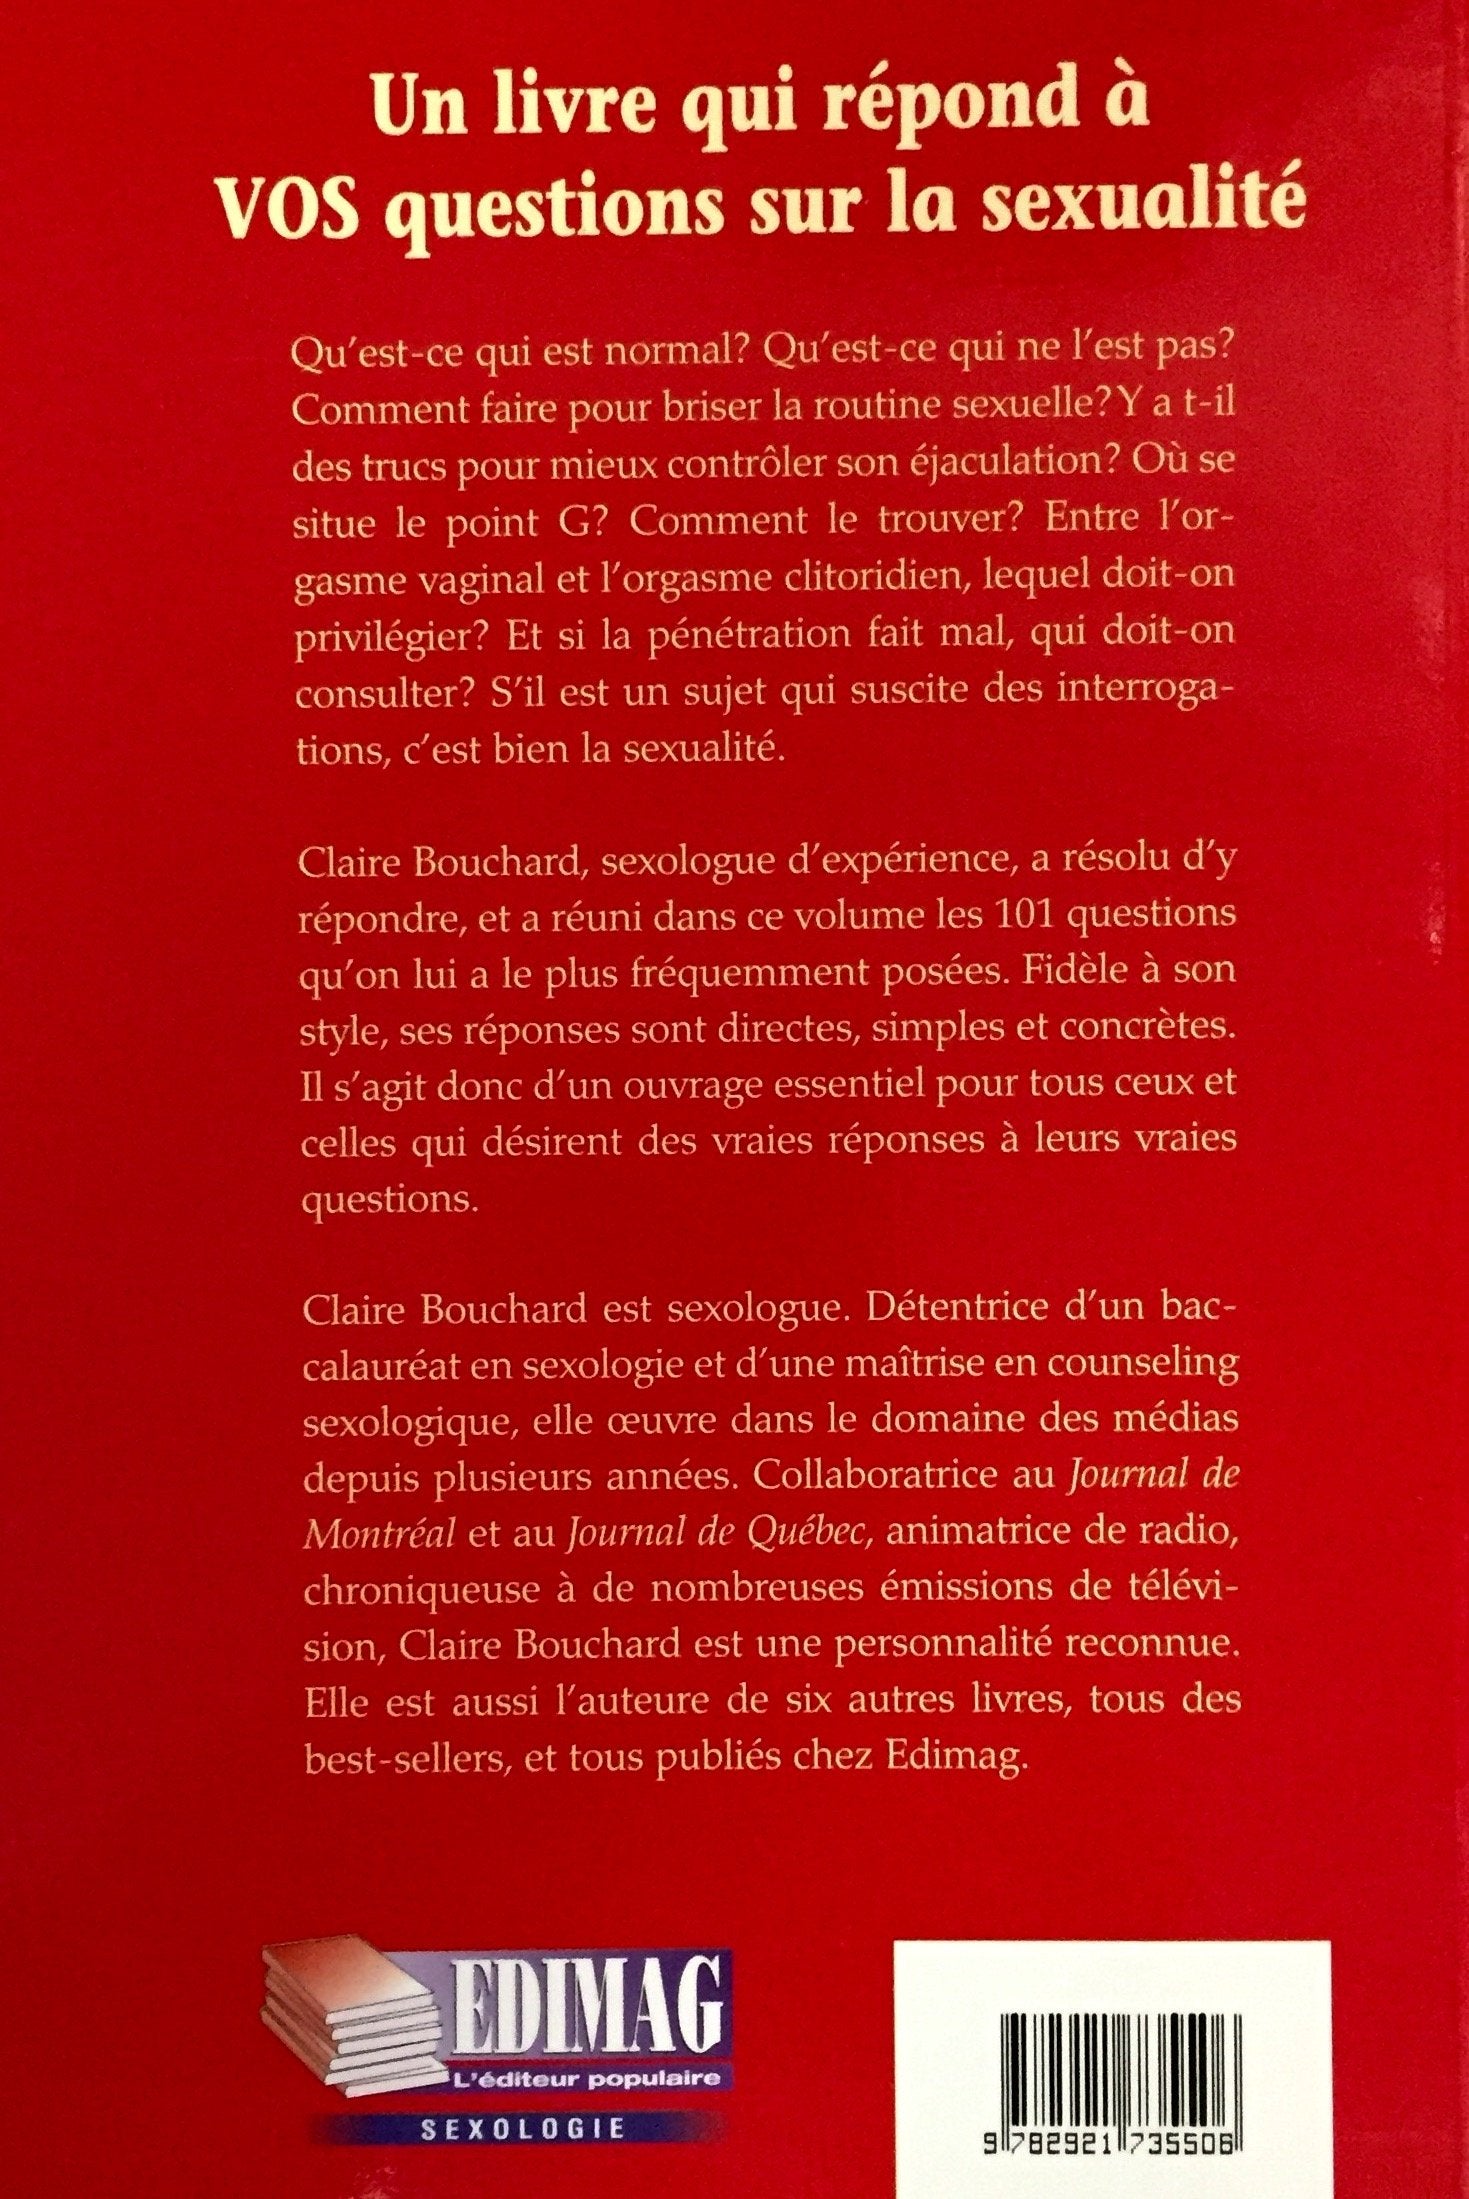 Un livre qui répond à
VOS questions sur la sexualité
Qu'est-ce qui est normal? Qu'est-ce qui ne l'est pas?
Comment faire pour briser la routine sexuelle? Y a t-il
des trucs pour mieux contrôler son éjaculation? Où se
situe le point G? Comment le trouver? Entre l'or-
gasme vaginal et l'orgasme clitoridien, lequel doit-on
privilégier? Et si la pénétration fait mal, qui doit-on
consulter? S'il est un sujet qui suscite des interroga-
tions, c'est bien la sexualité.
Claire Bouchard, sexologue d'expérience, a résolu d'y
répondre, et a réuni dans ce volume les 101 questions
qu'on lui a le plus fréquemment posées. Fidèle à son
style, ses réponses sont directes, simples et concrètes.
Il s'agit donc d'un ouvrage essentiel pour tous ceux et
celles qui désirent des vraies réponses à leurs vraies
questions.
Claire Bouchard est sexologue. Détentrice d'un bac-
calauréat en sexologie et d'une maîtrise en counseling
sexologique, elle œuvre dans le domaine des médias
depuis plusieurs années. Collaboratrice au Journal de
Montréal et au Journal de Québec, animatrice de radio,
chroniqueuse à de nombreuses émissions de télévi-
sion, Claire Bouchard est une personnalité reconnue.
Elle est aussi l'auteure de six autres livres, tous des
best-sellers, et tous publiés chez Edimag.
EDIMAG
L'éditeur populaire
SEXOLOGIE
9 782921 735506